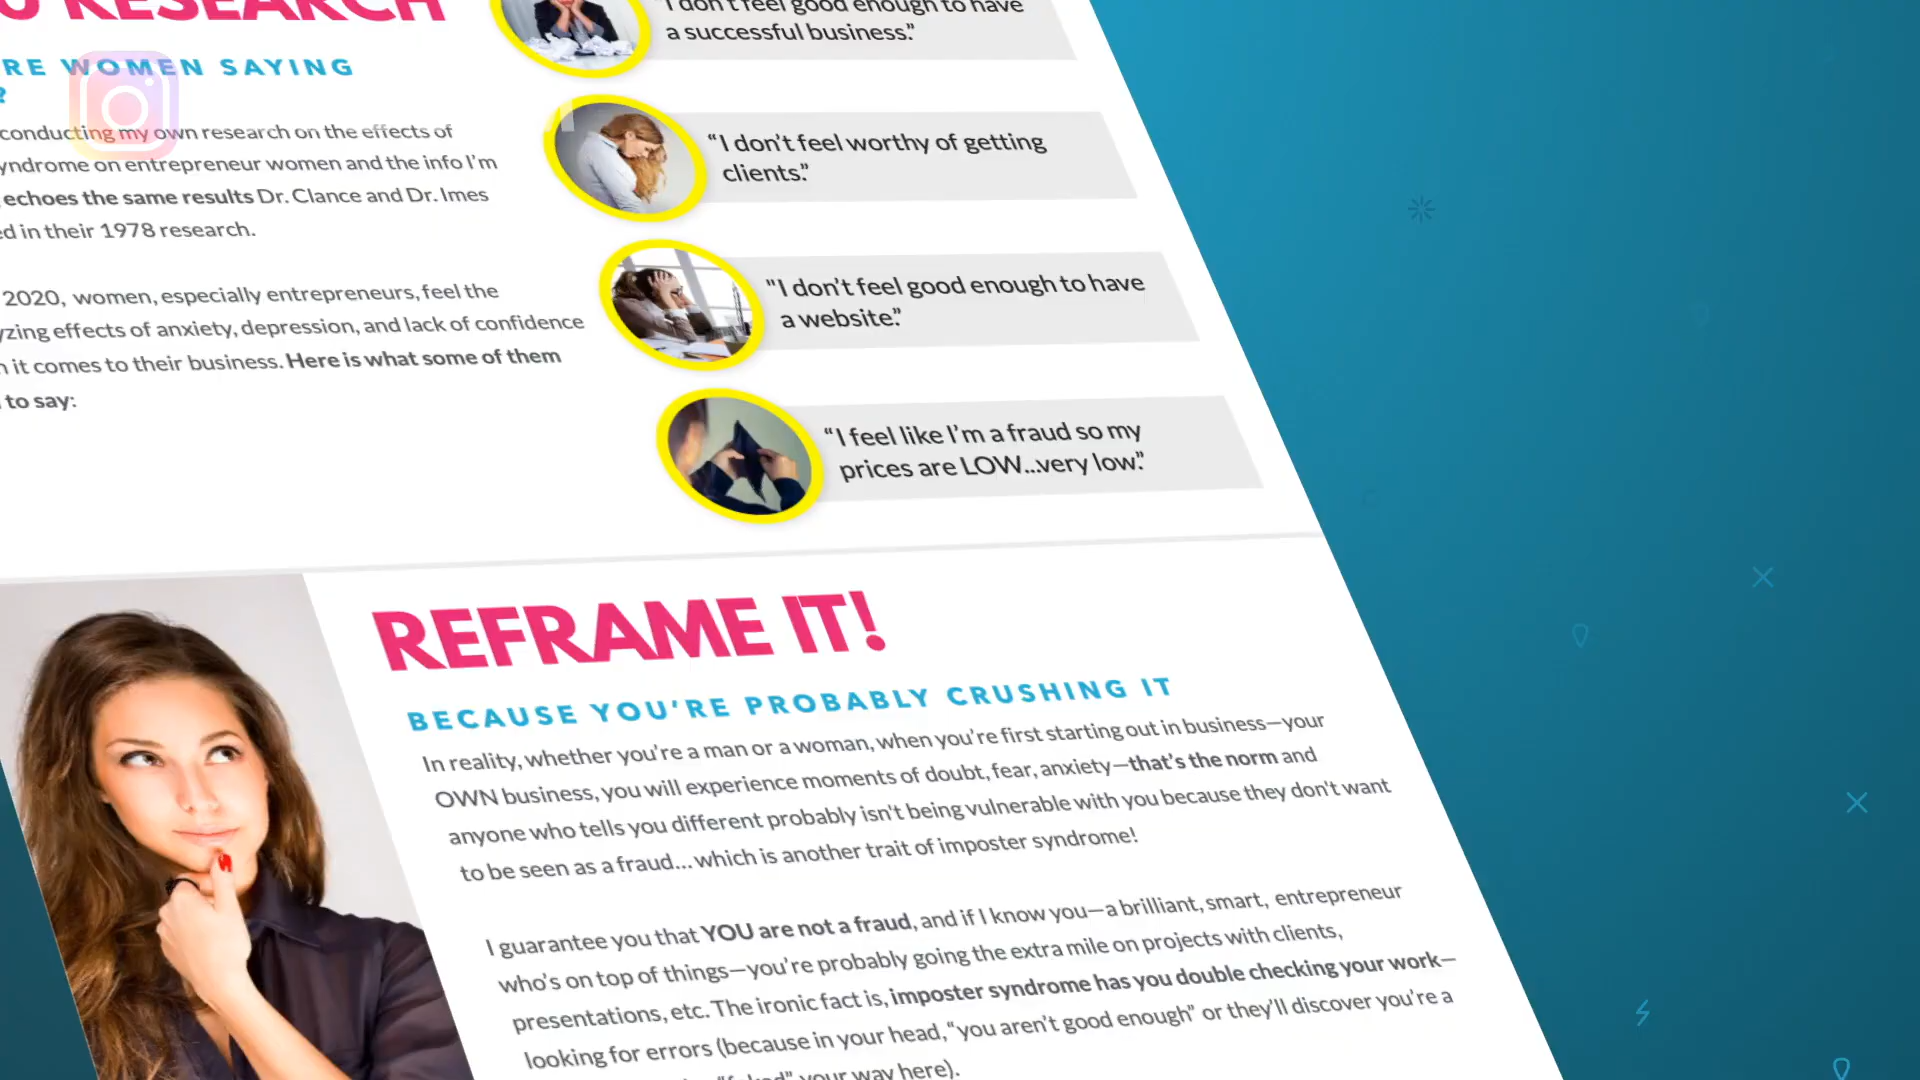 RESEARCH
RE WOMEN SAYING
?
conducting my own research on the effects of
yndrome on entrepreneur women and the info I'm
echoes the same results Dr. Clance and Dr. Imes
ed in their 1978 research.
2020, women, especially entrepreneurs, feel the
yzing effects of anxiety, depression, and lack of confidence
it comes to their business. Here is what some of them
to say:
"I don't feel good enough to have
a successful business."
"I don't feel worthy of getting
clients."
"I don't feel good enough to have
a website."
"I feel like I'm a fraud so my
prices are LOW...very low."
REFRAME IT!
BECAUSE YOU'RE PROBABLY CRUSHING IT
In reality, whether you're a man or a woman, when you're first starting out in business—your
OWN business, you will experience moments of doubt, fear, anxiety—that's the norm and
anyone who tells you different probably isn't being vulnerable with you because they don't want
to be seen as a fraud...which is another trait of imposter syndrome!
I guarantee you that YOU are not a fraud, and if I know you—a brilliant, smart, entrepreneur
who's on top of things—you're probably going the extra mile on projects with clients,
presentations, etc. The ironic fact is, imposter syndrome has you double checking your work—
looking for errors (because in your head, "you aren't good enough" or they'll discover you're a
your way here).